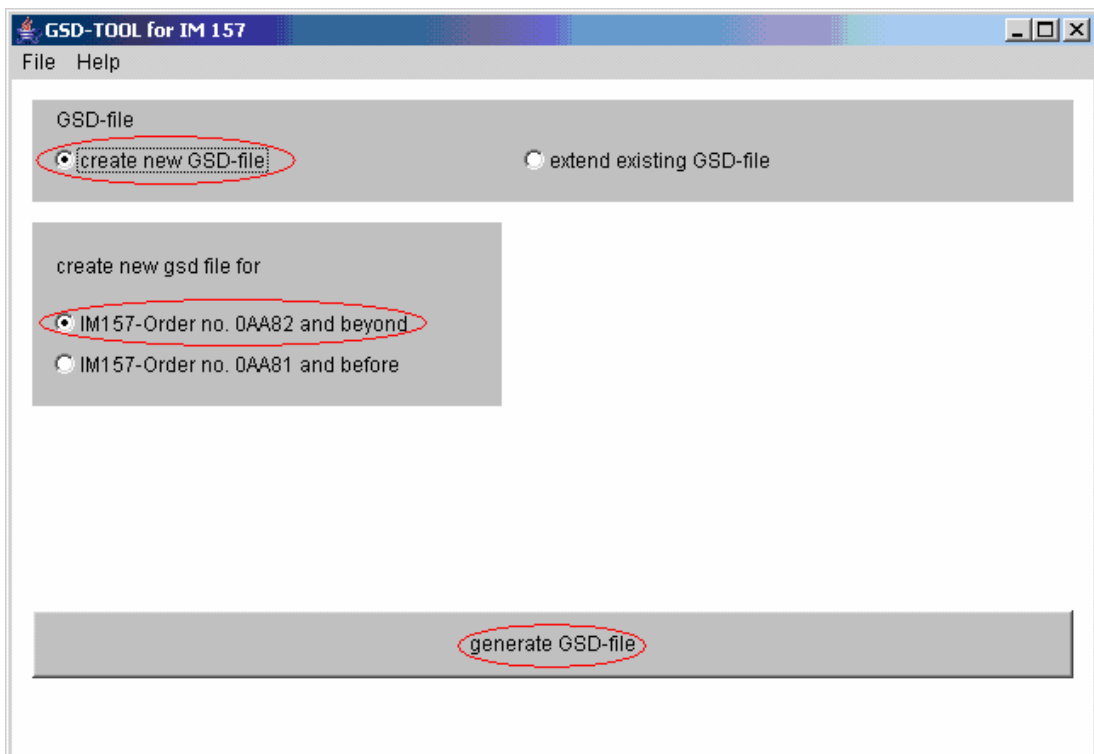 GSD-TOOL for IM 157
File Help
GSD-file
create new GSD-file extend existing GSD-file
create new gsd file for
IM157-Order no. 0AA82 and beyond
IM157-Order no. 0AA81 and before
generate GSD-file